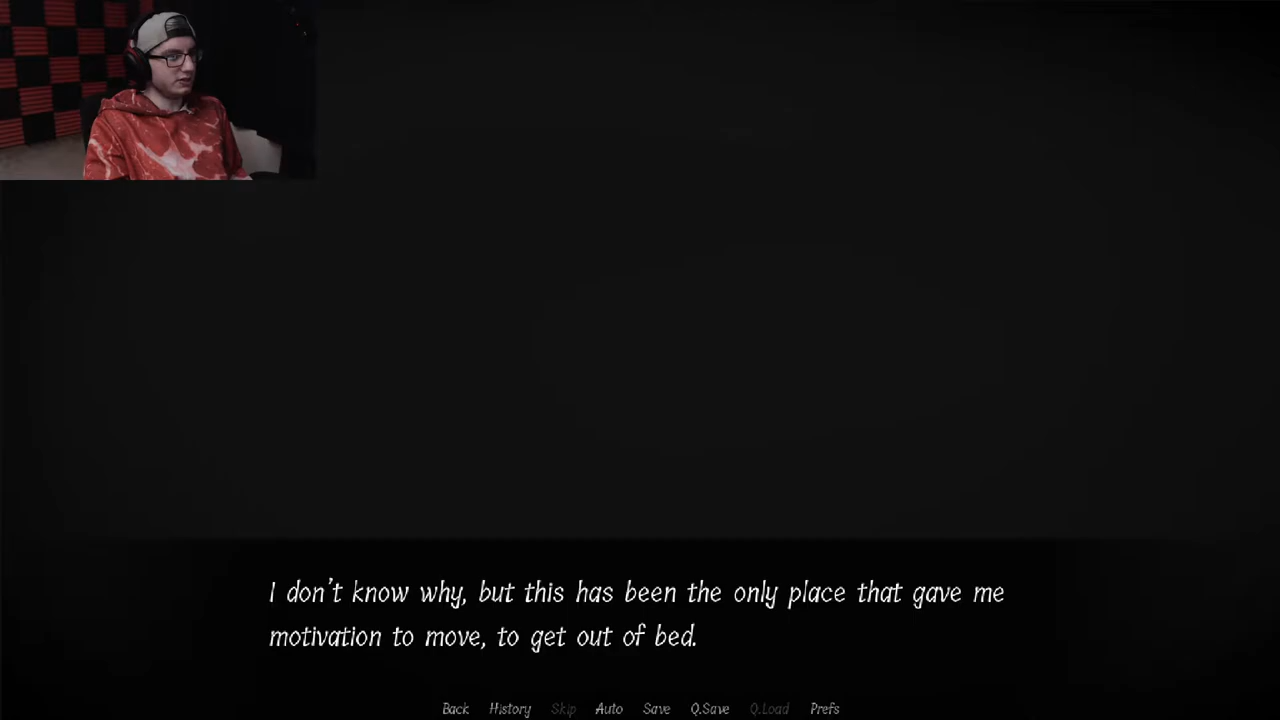 I don't know why, but this has been the only place that gave me
motivation to move, to get out of bed.
Back History Skip Auto Save Q.Save Q.Load Prefs